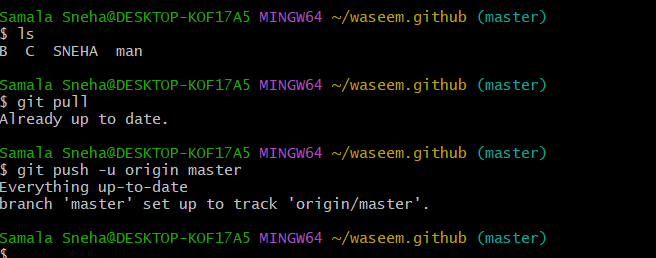 Samala Sneha@DESKTOP-KOF17A5 MINGW64 ~/waseem.github (master)
$ ls
B  C  SNEHA  man
Samala Sneha@DESKTOP-KOF17A5 MINGW64 ~/waseem.github (master)
$ git pull
Already up to date.
Samala Sneha@DESKTOP-KOF17A5 MINGW64 ~/waseem.github (master)
$ git push -u origin master
Everything up-to-date
branch 'master' set up to track 'origin/master'.
Samala Sneha@DESKTOP-KOF17A5 MINGW64 ~/waseem.github (master)
$